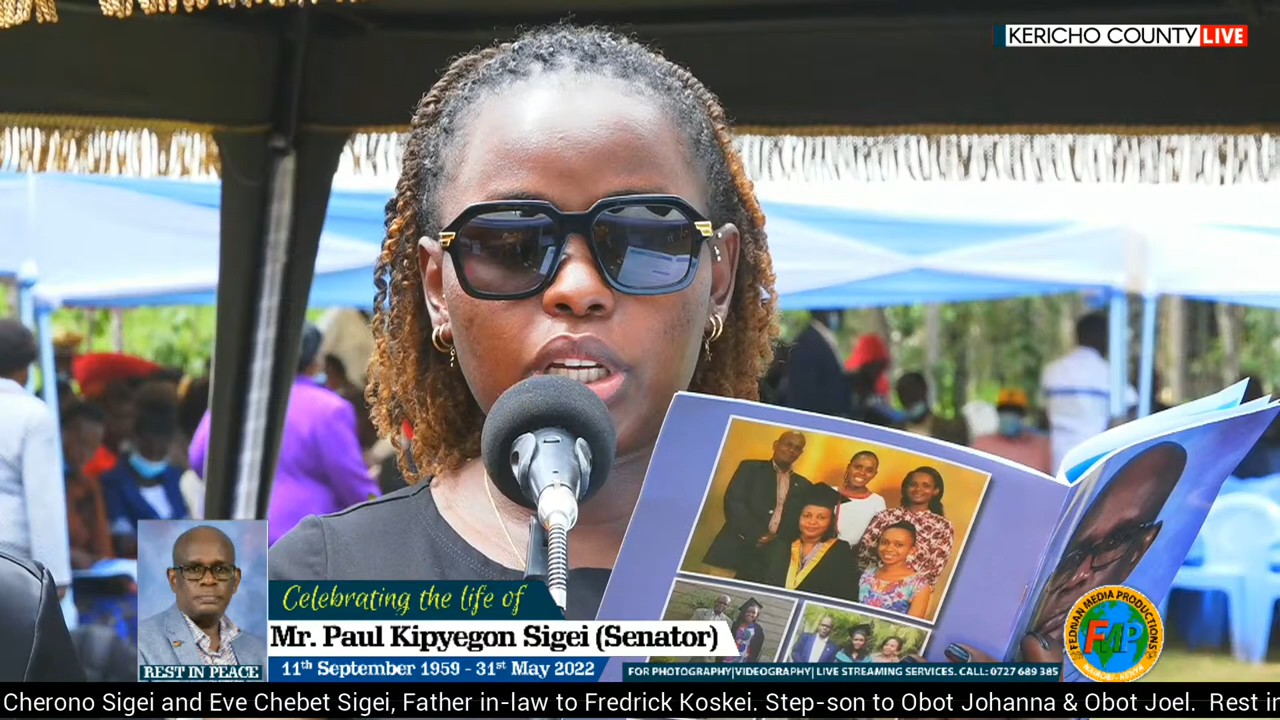 KERICHO COUNTY LIVE
Celebrating the life of
Mr. Paul Kipyegon Sigei (Senator)
REST IN PEACE
11th September 1959 - 31st May 2022
FOR PHOTOGRAPHY|VIDEOGRAPHY| LIVE STREAMING SERVICES. CALL: 0727 689 385
FEDNAN MEDIA PRODUCTIONS
FMP
NAIROBI - KENYA
Cherono Sigei and Eve Chebet Sigei, Father in-law to Fredrick Koskei. Step-son to Obot Johanna & Obot Joel. Rest in